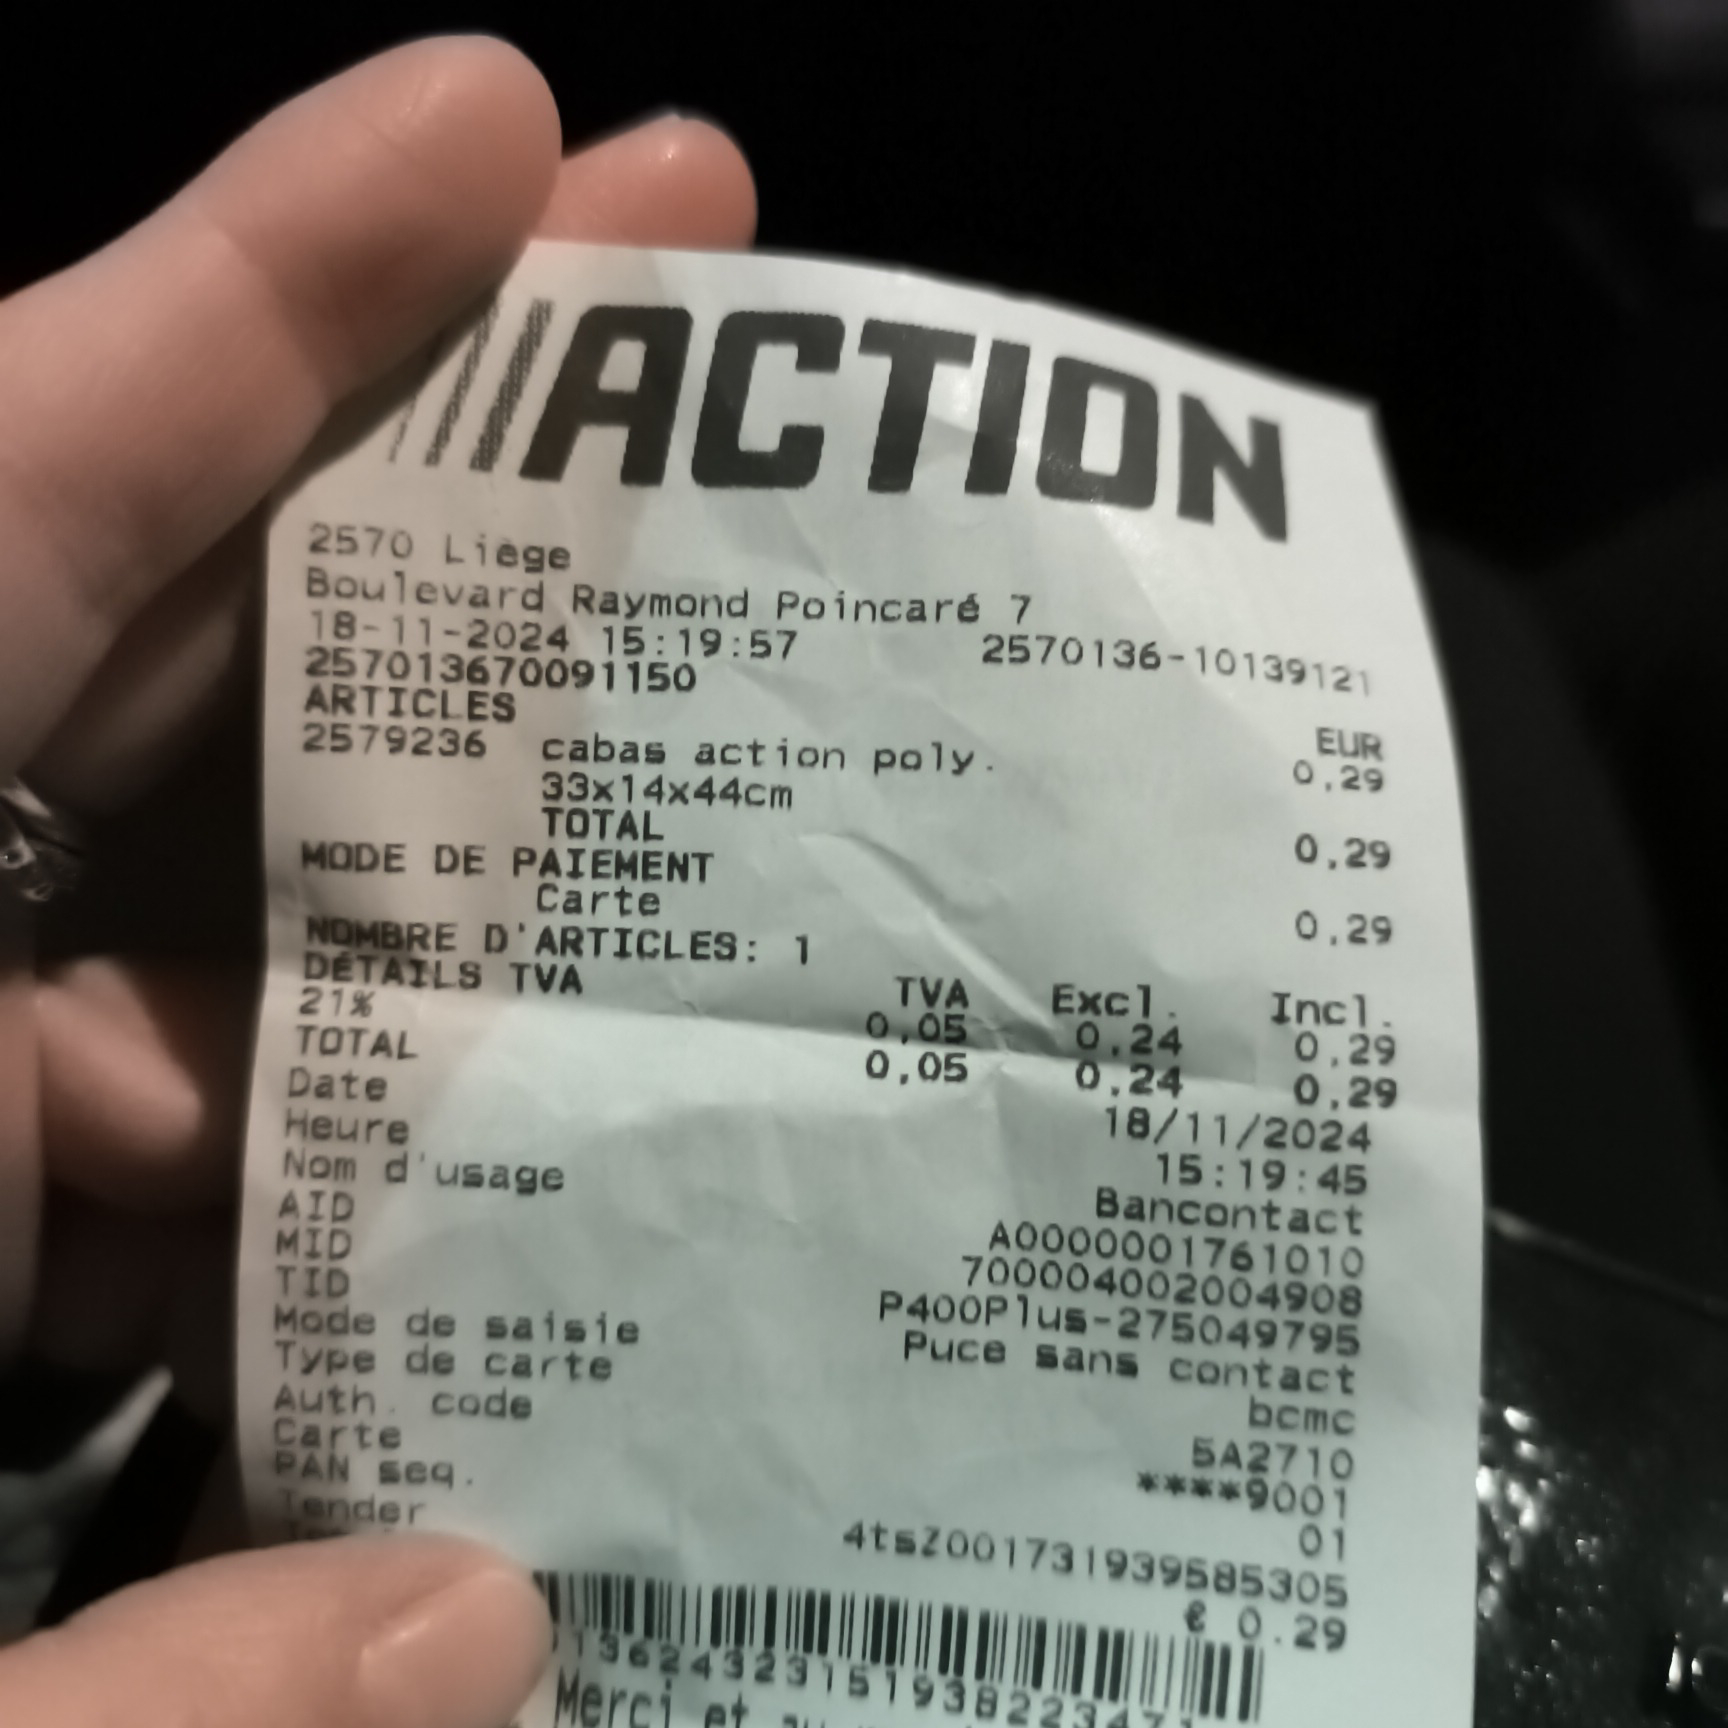 ACTION
2570 Liège
Boulevard Raymond Poincaré 7
18-11-2024 15:19:57 2570136-10139121
257013670091150
ARTICLES EUR
2579236 cabas action poly. 0,29
33x14x44cm
TOTAL 0,29
MODE DE PAIEMENT
Carte 0,29
NOMBRE D'ARTICLES: 1
DÉTAILS TVA TVA Excl. Incl.
21% 0,05 0,24 0,29
TOTAL 0,05 0,24 0,29
Date 18/11/2024
Heure 15:19:45
Nom d'usage Bancontact
AID A0000001761010
MID 7000040002004908
TID P400Plus-275049795
Mode de saisie Puce sans contact
Type de carte bcmc
Auth. code 5A2710
Carte ****9001
PAN seq. 01
Tender 4tsZ001731939585305
€ 0.29
Merci et au